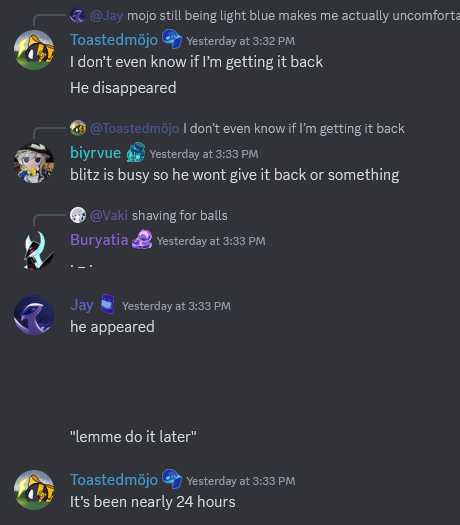 @Jay mojo still being light blue makes me actually uncomforta
Toastedmöjo Yesterday at 3:32 PM
I don't even know if I'm getting it back
He disappeared
@Toastedmöjo I don't even know if I'm getting it back
biyrvue Yesterday at 3:33 PM
blitz is busy so he wont give it back or something
@Vaki shaving for balls
Buryatia Yesterday at 3:33 PM
. _ .
Jay Yesterday at 3:33 PM
he appeared
"lemme do it later"
Toastedmöjo Yesterday at 3:33 PM
It's been nearly 24 hours